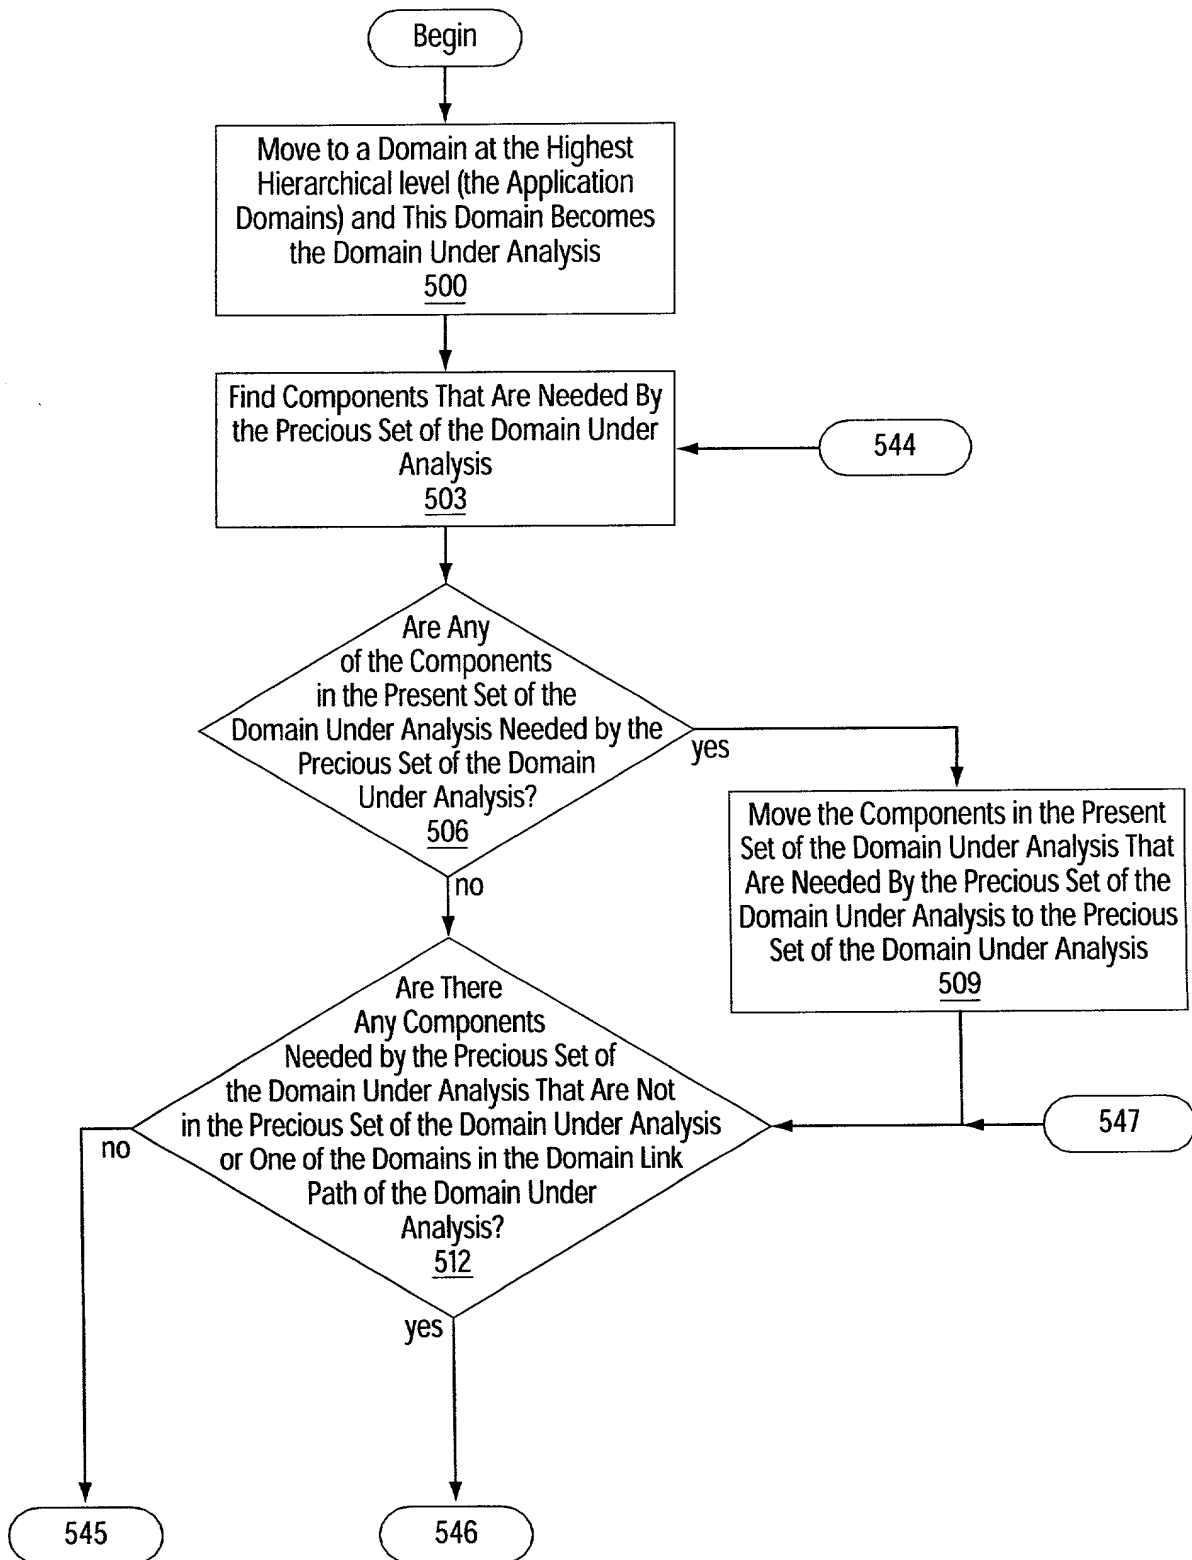 Begin
Move to a Domain at the Highest
Hierarchical level (the Application
Domains) and This Domain Becomes
the Domain Under Analysis
500
Find Components That Are Needed By
the Precious Set of the Domain Under
Analysis
503
544
Are Any
of the Components
in the Present Set of the
Domain Under Analysis Needed by the
Precious Set of the Domain
Under Analysis?
506
yes
no
Move the Components in the Present
Set of the Domain Under Analysis That
Are Needed By the Precious Set of the
Domain Under Analysis to the Precious
Set of the Domain Under Analysis
509
Are There
Any Components
Needed by the Precious Set of
the Domain Under Analysis That Are Not
in the Precious Set of the Domain Under Analysis
or One of the Domains in the Domain Link
Path of the Domain Under
Analysis?
512
547
no
yes
545
546